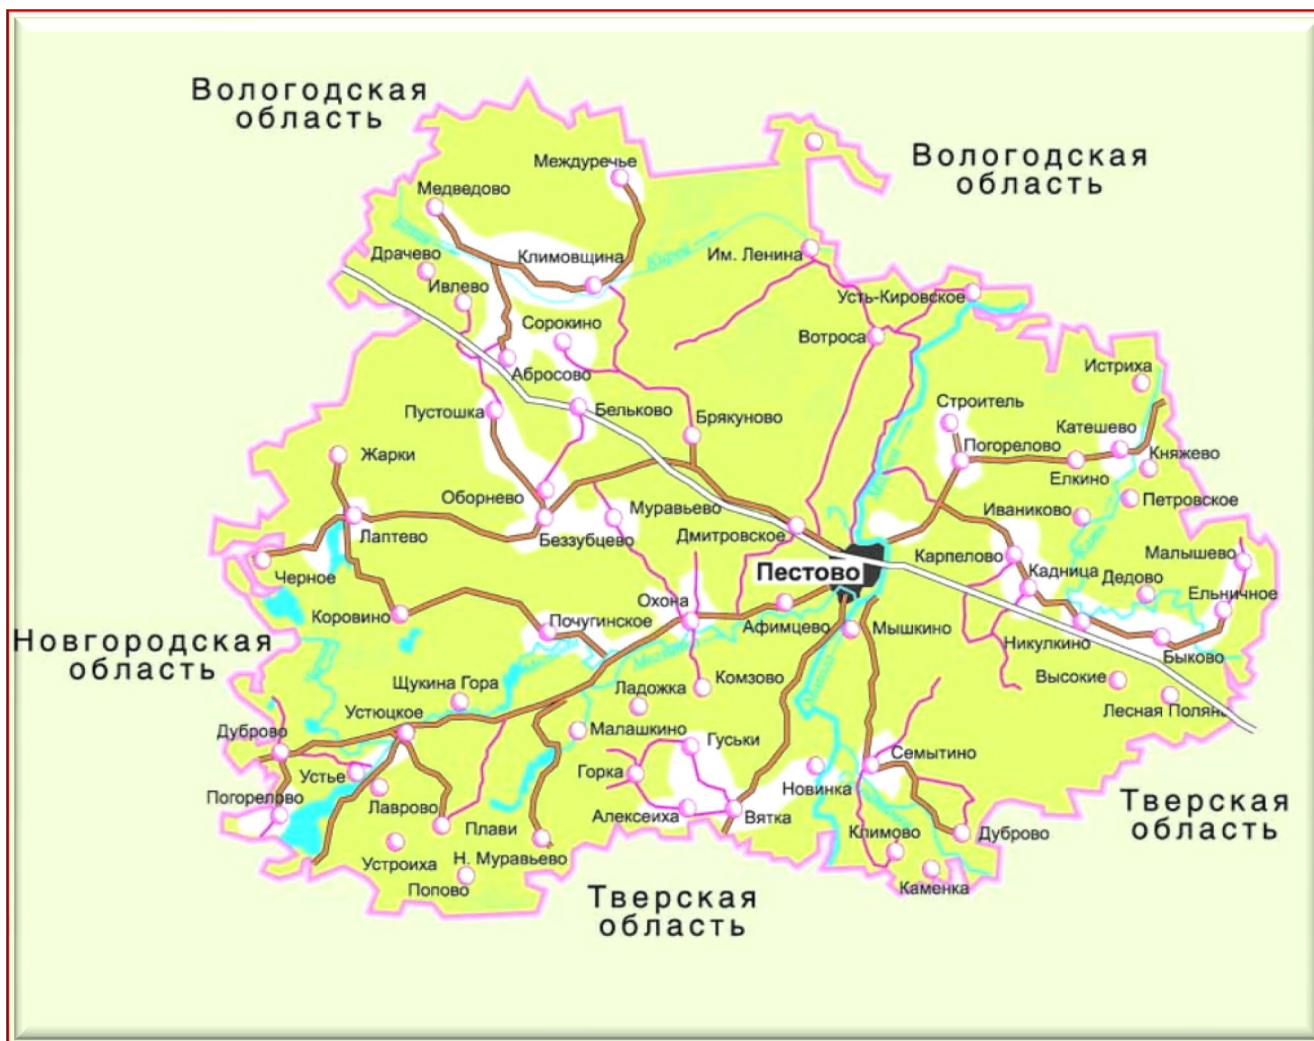 Вологодская
область
Междуречье
Вологодская
область
Медведово
Драчево
Климовщина
Им. Ленина
Ивлево
Усть-Кировское
Сорокино
Вотроса
Абросово
Истриха
Пустошка
Бельково
Брякуново
Строитель
Катешево
Жарки
Погорелово
Княжево
Елкино
Оборнево
Муравьево
Петровское
Иваниково
Лаптево
Беззубцево
Дмитровское
Карпелово
Малышево
Черное
Пестово
Кадница
Дедово
Ельничное
Коровино
Охона
Почугинское
Афимцево
Мышкино
Новгородская
область
Никулкино
Быково
Щукина Гора
Ладожка
Комзово
Высокие
Устюцкое
Лесная Поляна
Дуброво
Малашкино
Гуськи
Семытино
Устье
Горка
Новинка
Погорелово
Лаврово
Алексеиха
Вятка
Тверская
область
Плави
Климово
Дуброво
Устроиха
Н. Муравьево
Попово
Каменка
Тверская
область